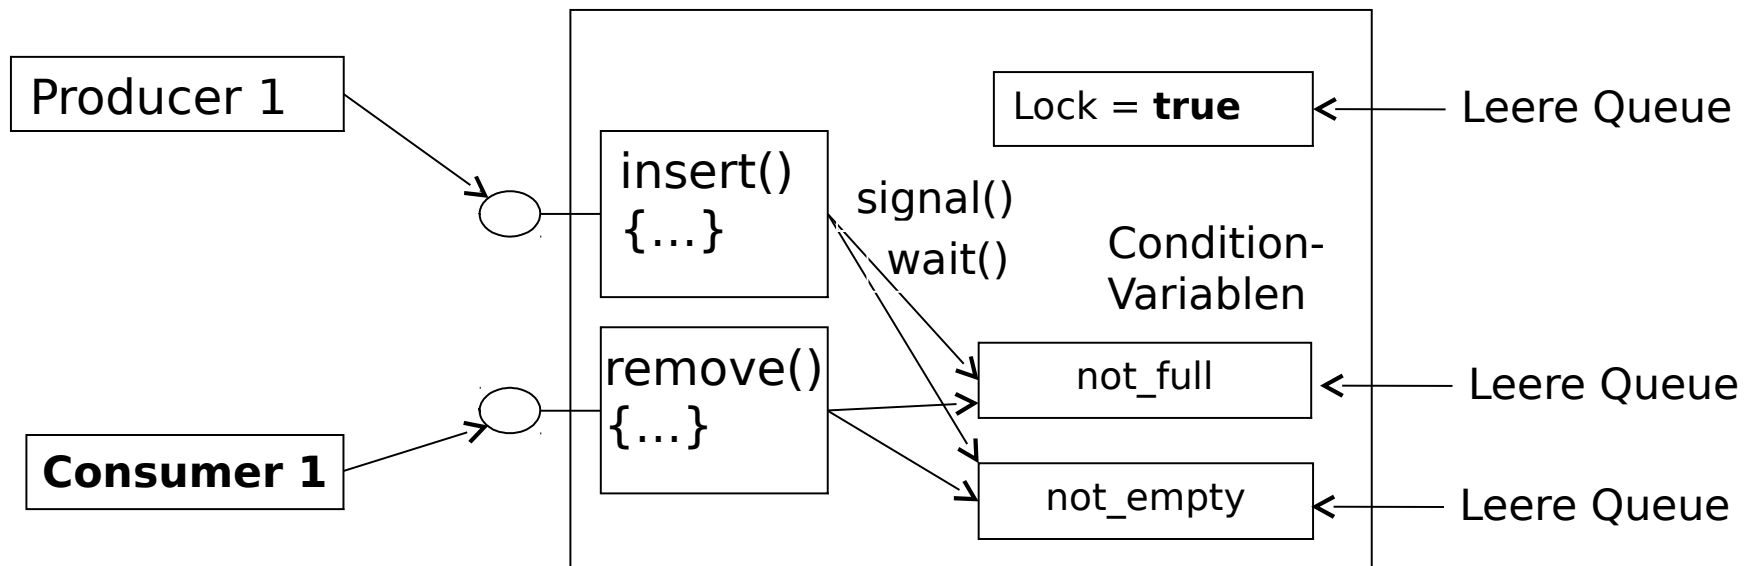 Producer 1
Lock = true
Leere Queue
insert()
{...}
signal()
wait()
Condition-
Variablen
remove()
{...}
not_full
Leere Queue
Consumer 1
not_empty
Leere Queue